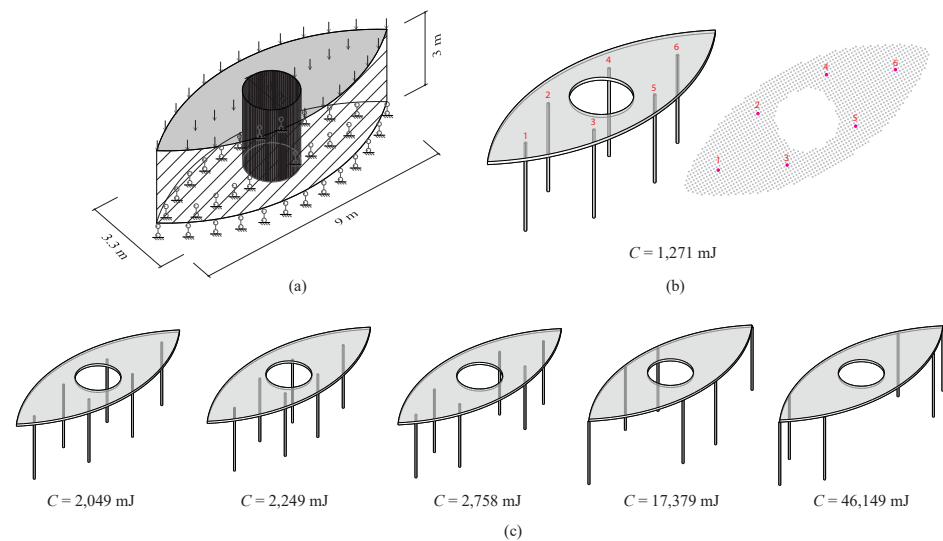 3 m
9 m
3.3 m
(a)
1
2
3
4
5
6
1
2
3
4
5
6
C = 1,271 mJ
(b)
C = 2,049 mJ
C = 2,249 mJ
C = 2,758 mJ
C = 17,379 mJ
C = 46,149 mJ
(c)